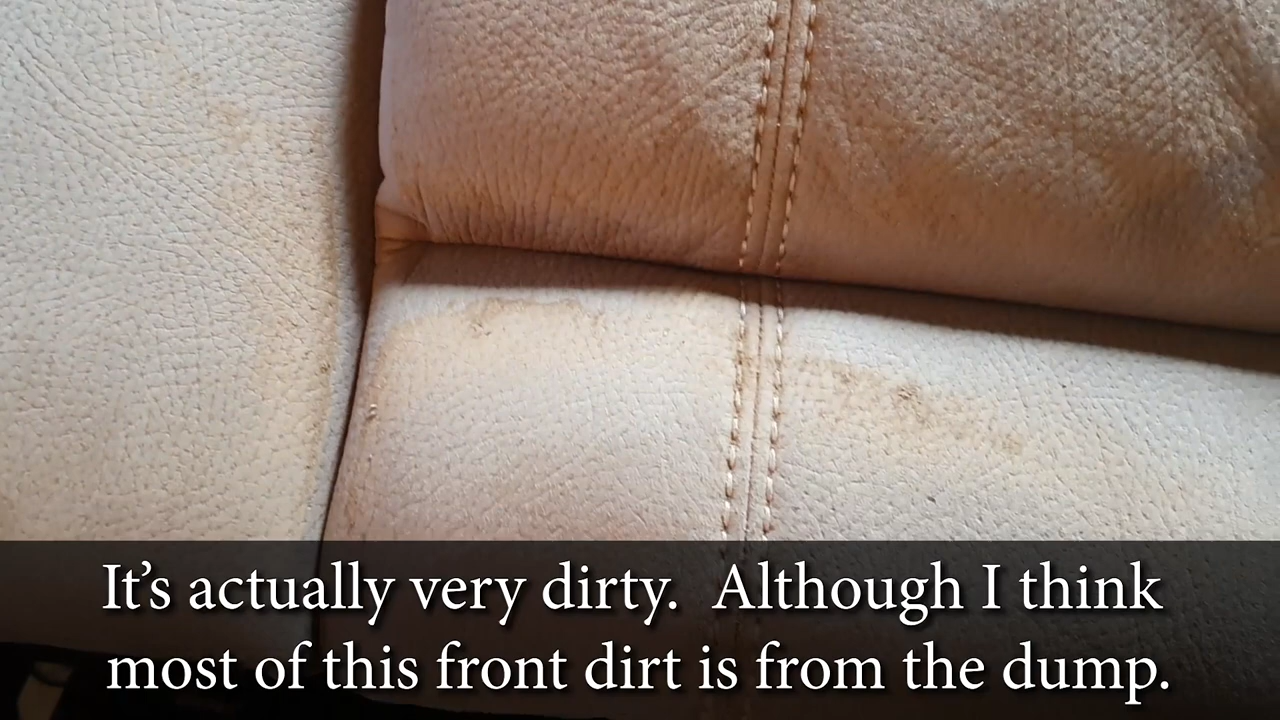 It’s actually very dirty.  Although I think
most of this front dirt is from the dump.